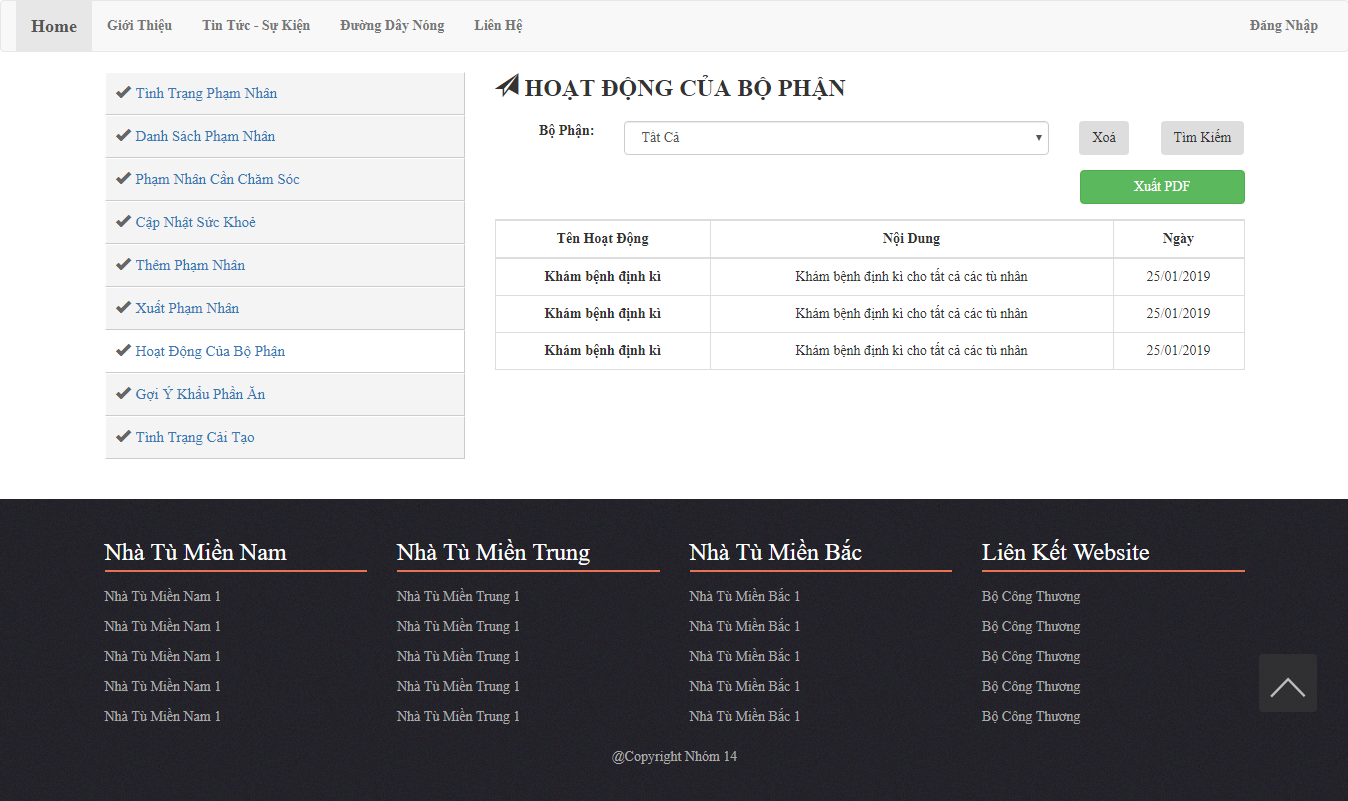 Home Giới Thiệu Tin Tức - Sự Kiện Đường Dây Nóng Liên Hệ Đăng Nhập
Tình Trạng Phạm Nhân
Danh Sách Phạm Nhân
Phạm Nhân Cần Chăm Sóc
Cập Nhật Sức Khoẻ
Thêm Phạm Nhân
Xuất Phạm Nhân
Hoạt Động Của Bộ Phận
Gợi Ý Khẩu Phần Ăn
Tình Trạng Cải Tạo
HOẠT ĐỘNG CỦA BỘ PHẬN
Bộ Phận: Tất Cả Xoá Tìm Kiếm
Xuất PDF
Tên Hoạt Động Nội Dung Ngày
Khám bệnh định kì Khám bệnh định kì cho tất cả các tù nhân 25/01/2019
Khám bệnh định kì Khám bệnh định kì cho tất cả các tù nhân 25/01/2019
Khám bệnh định kì Khám bệnh định kì cho tất cả các tù nhân 25/01/2019
Nhà Tù Miền Nam Nhà Tù Miền Trung Nhà Tù Miền Bắc Liên Kết Website
Nhà Tù Miền Nam 1 Nhà Tù Miền Trung 1 Nhà Tù Miền Bắc 1 Bộ Công Thương
Nhà Tù Miền Nam 1 Nhà Tù Miền Trung 1 Nhà Tù Miền Bắc 1 Bộ Công Thương
Nhà Tù Miền Nam 1 Nhà Tù Miền Trung 1 Nhà Tù Miền Bắc 1 Bộ Công Thương
Nhà Tù Miền Nam 1 Nhà Tù Miền Trung 1 Nhà Tù Miền Bắc 1 Bộ Công Thương
Nhà Tù Miền Nam 1 Nhà Tù Miền Trung 1 Nhà Tù Miền Bắc 1 Bộ Công Thương
@Copyright Nhóm 14